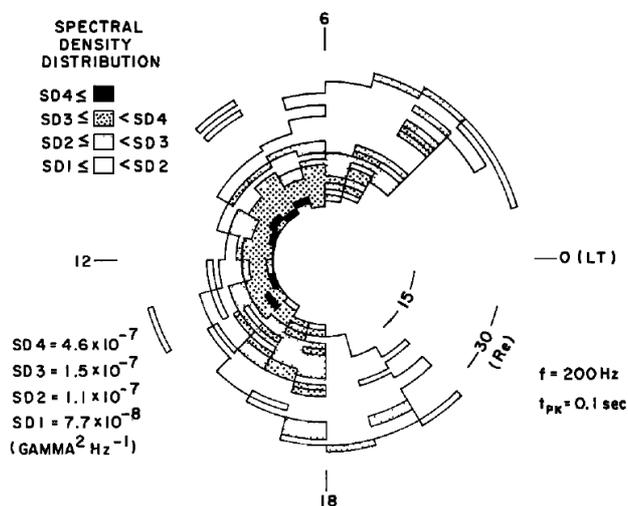 SPECTRAL
DENSITY
DISTRIBUTION
SD4 ≤
SD3 ≤ < SD4
SD2 ≤ < SD3
SD1 ≤ < SD2
6
12
0 (LT)
15
30
(Re)
SD4 = 4.6 x 10⁻⁷
SD3 = 1.5 x 10⁻⁷
SD2 = 1.1 x 10⁻⁷
SD1 = 7.7 x 10⁻⁸
(GAMMA² Hz⁻¹)
f = 200 Hz
tPK = 0.1 sec
18